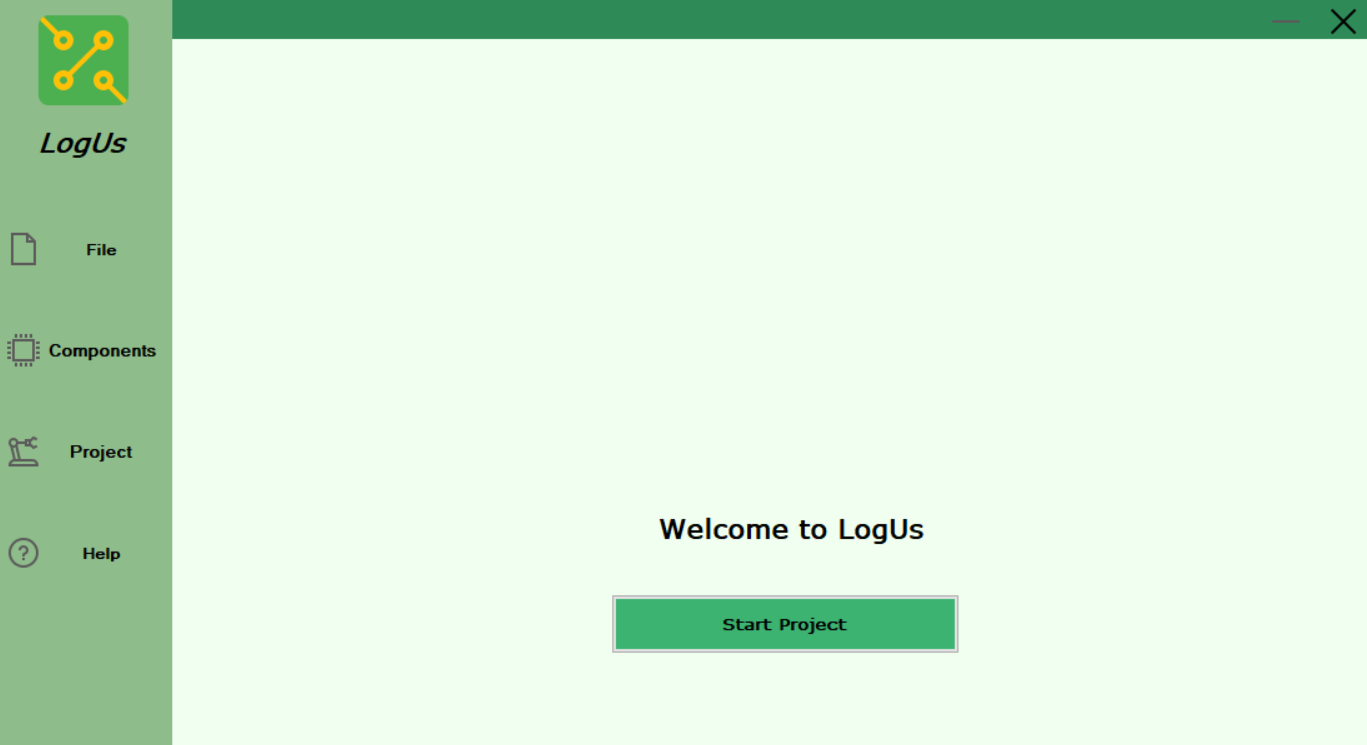 LogUs
File
Components
Project
Help
Welcome to LogUs
Start Project